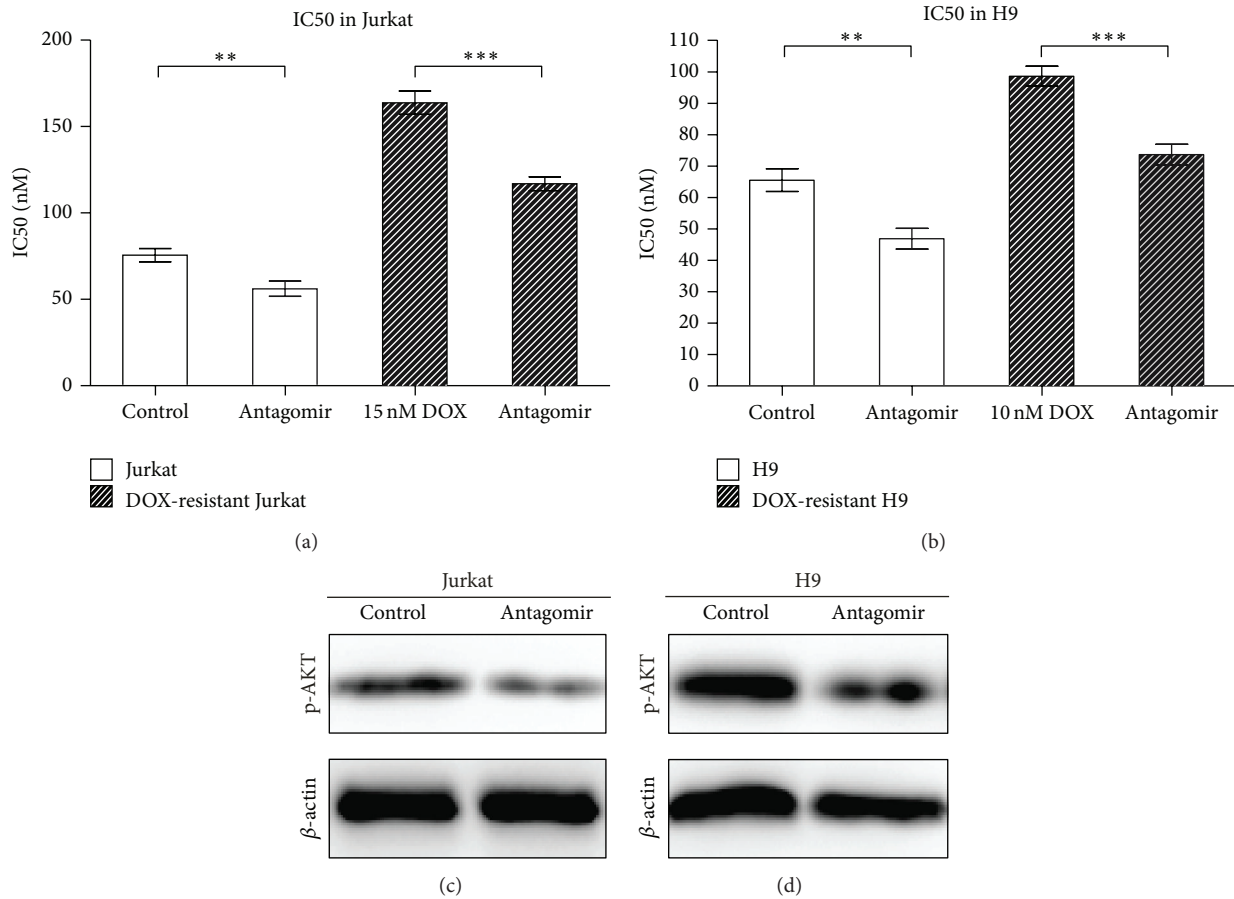 IC50 in Jurkat
**
***
200
150
100
50
0
IC50 (nM)
Control
Antagomir
15 nM DOX
Antagomir
Jurkat
DOX-resistant Jurkat
(a)
IC50 in H9
**
***
110
100
90
80
70
60
50
40
30
20
10
0
IC50 (nM)
Control
Antagomir
10 nM DOX
Antagomir
H9
DOX-resistant H9
(b)
Jurkat
Control
Antagomir
p-AKT
β-actin
(c)
H9
Control
Antagomir
p-AKT
β-actin
(d)